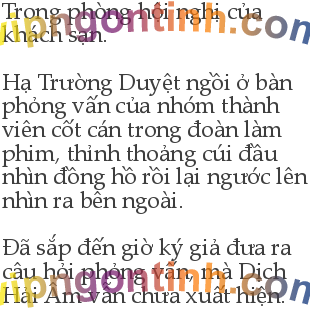 Trong phòng hội nghị của
khách sạn.
Hạ Trường Duyệt ngồi ở bàn
phỏng vấn của nhóm thành
viên cốt cán trong đoàn làm
phim, thỉnh thoảng cúi đầu
nhìn đồng hồ rồi lại ngước lên
nhìn ra bên ngoài.
Đã sắp đến giờ ký giả đưa ra
câu hỏi phỏng vấn, mà Dịch
Hải Âm vẫn chưa xuất hiện.
vipngontinh.com
vipngontinh.com